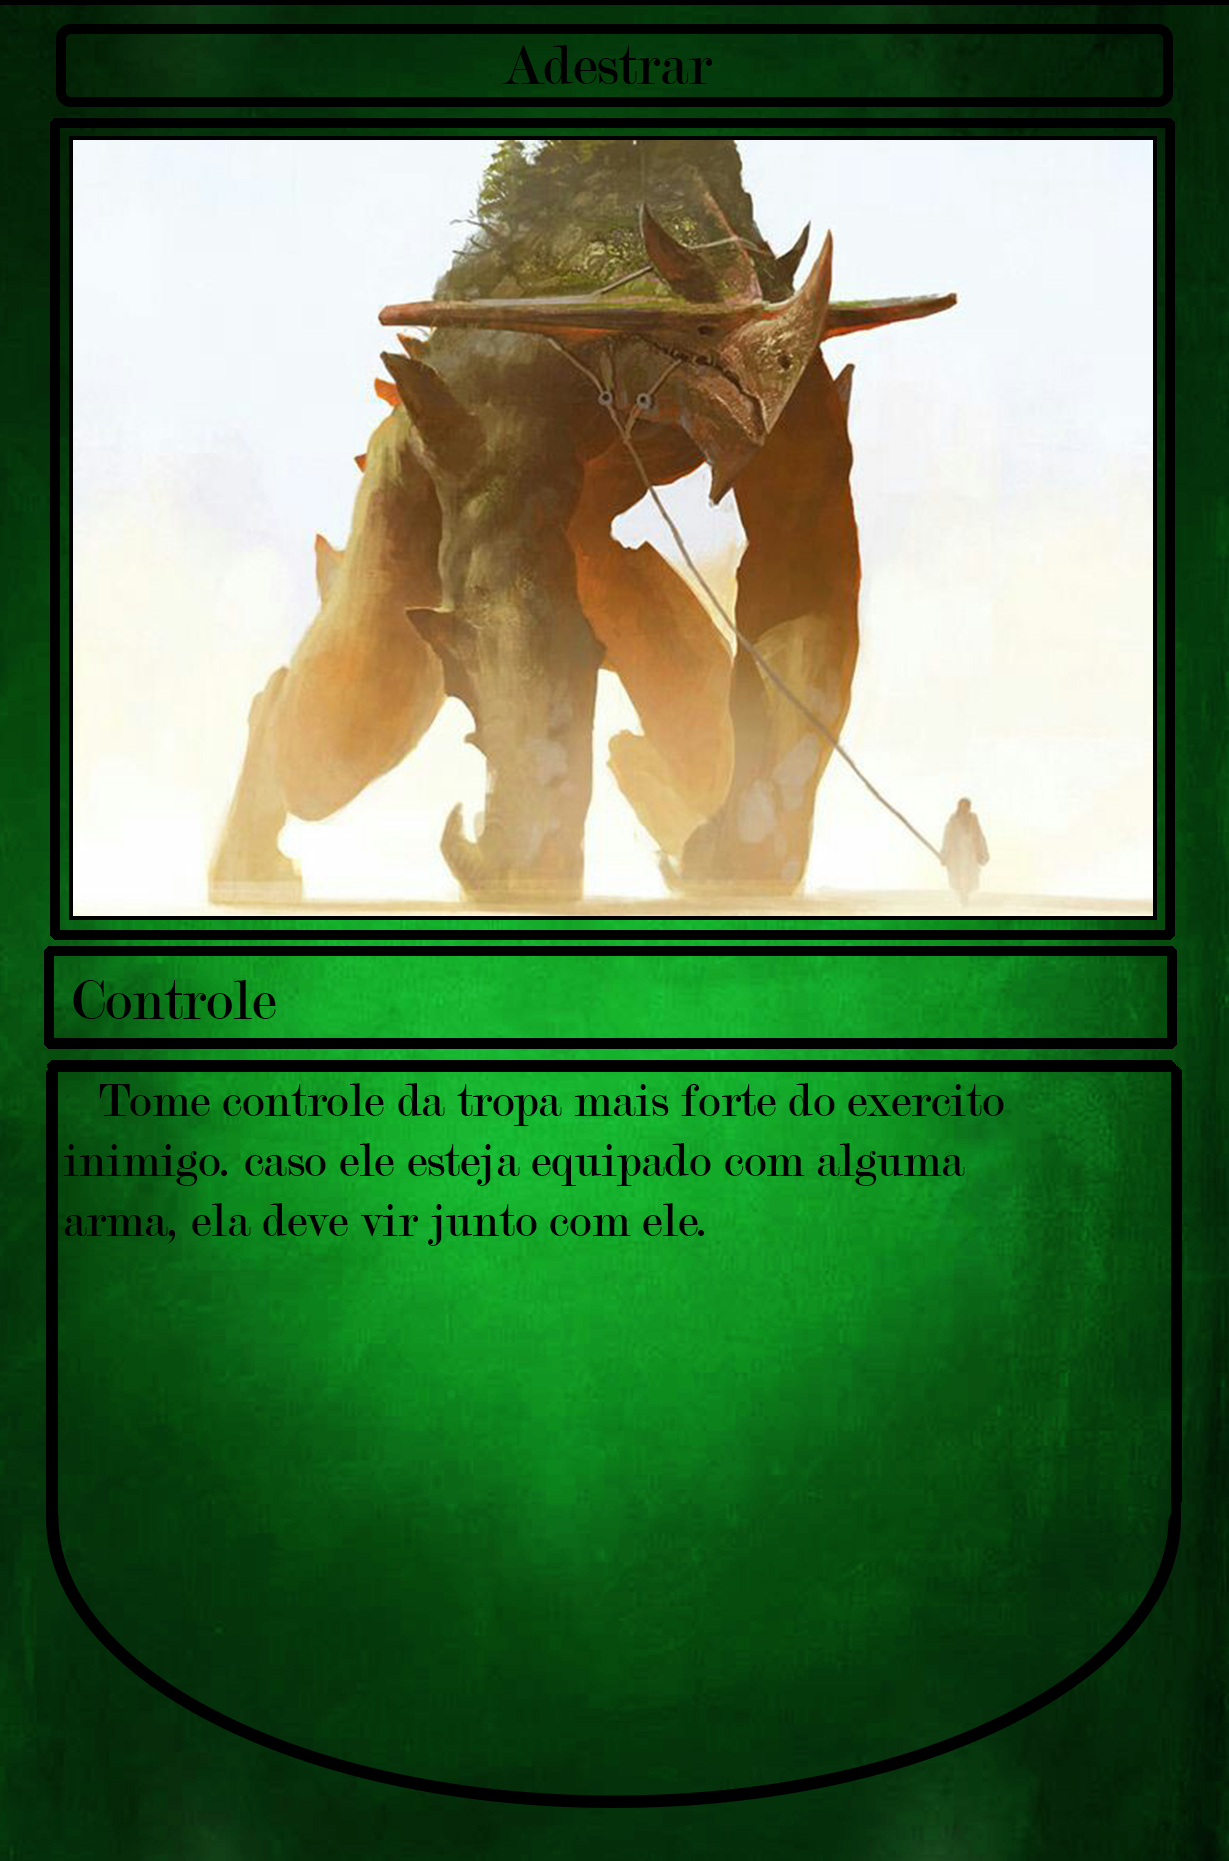 Adestrar
Controle
Tome controle da tropa mais forte do exercito
inimigo. caso ele esteja equipado com alguma
arma, ela deve vir junto com ele.